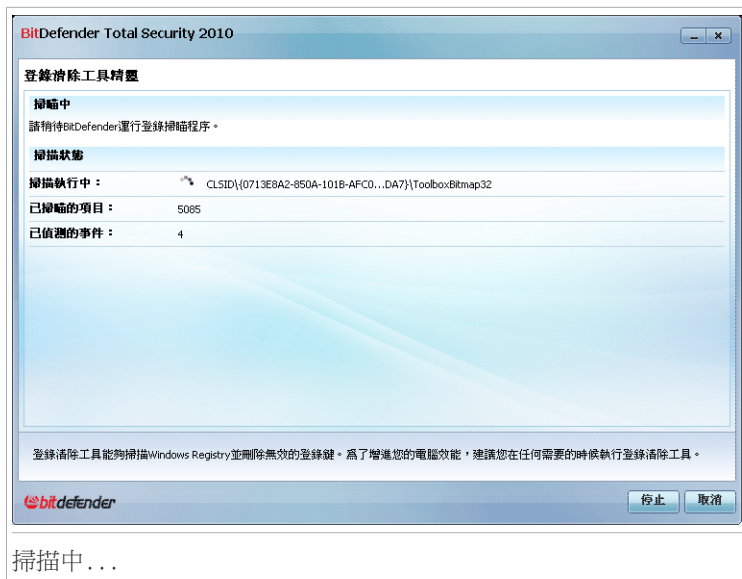 BitDefender Total Security 2010
登錄清除工具精靈
掃瞄中
請稍待BitDefender運行登錄掃瞄程序。
掃描狀態
掃描執行中： CLSID\{0713E8A2-850A-101B-AFC0...DA7}\ToolboxBitmap32
已掃瞄的項目： 5085
已偵測的事件： 4
登錄清除工具能夠掃描Windows Registry並刪除無效的登錄鍵。為了增進您的電腦效能，建議您在任何需要的時候執行登錄清除工具。
bitdefender 停止 取消
掃描中...